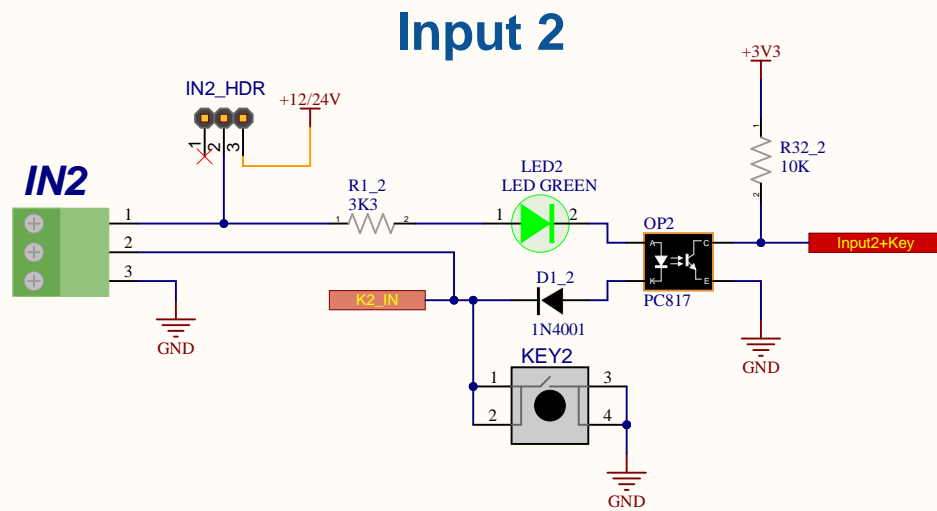 Input 2
IN2_HDR
+12/24V
+3V3
1
2
3
1
2
R32_2
10K
IN2
1
2
3
R1_2
3K3
1
2
LED2
LED GREEN
1
2
OP2
A
C
K
E
PC817
Input2+Key
K2_IN
D1_2
1N4001
GND
GND
KEY2
1
2
3
4
GND